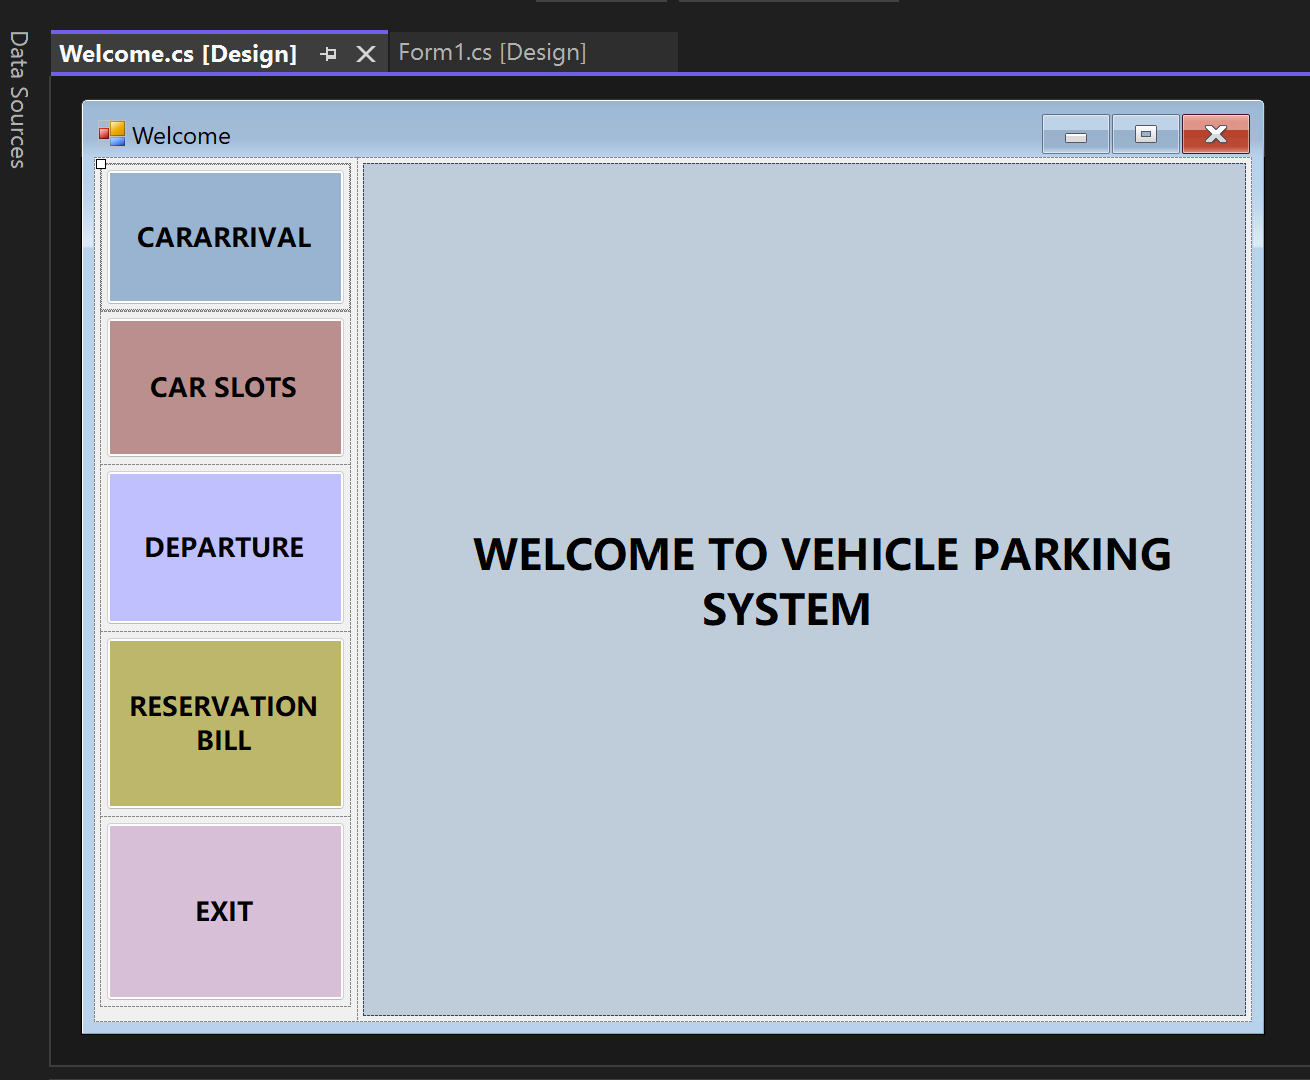 Data Sources
Welcome.cs [Design]
Form1.cs [Design]
Welcome
CARARRIVAL
CAR SLOTS
DEPARTURE
RESERVATION
BILL
EXIT
WELCOME TO VEHICLE PARKING
SYSTEM